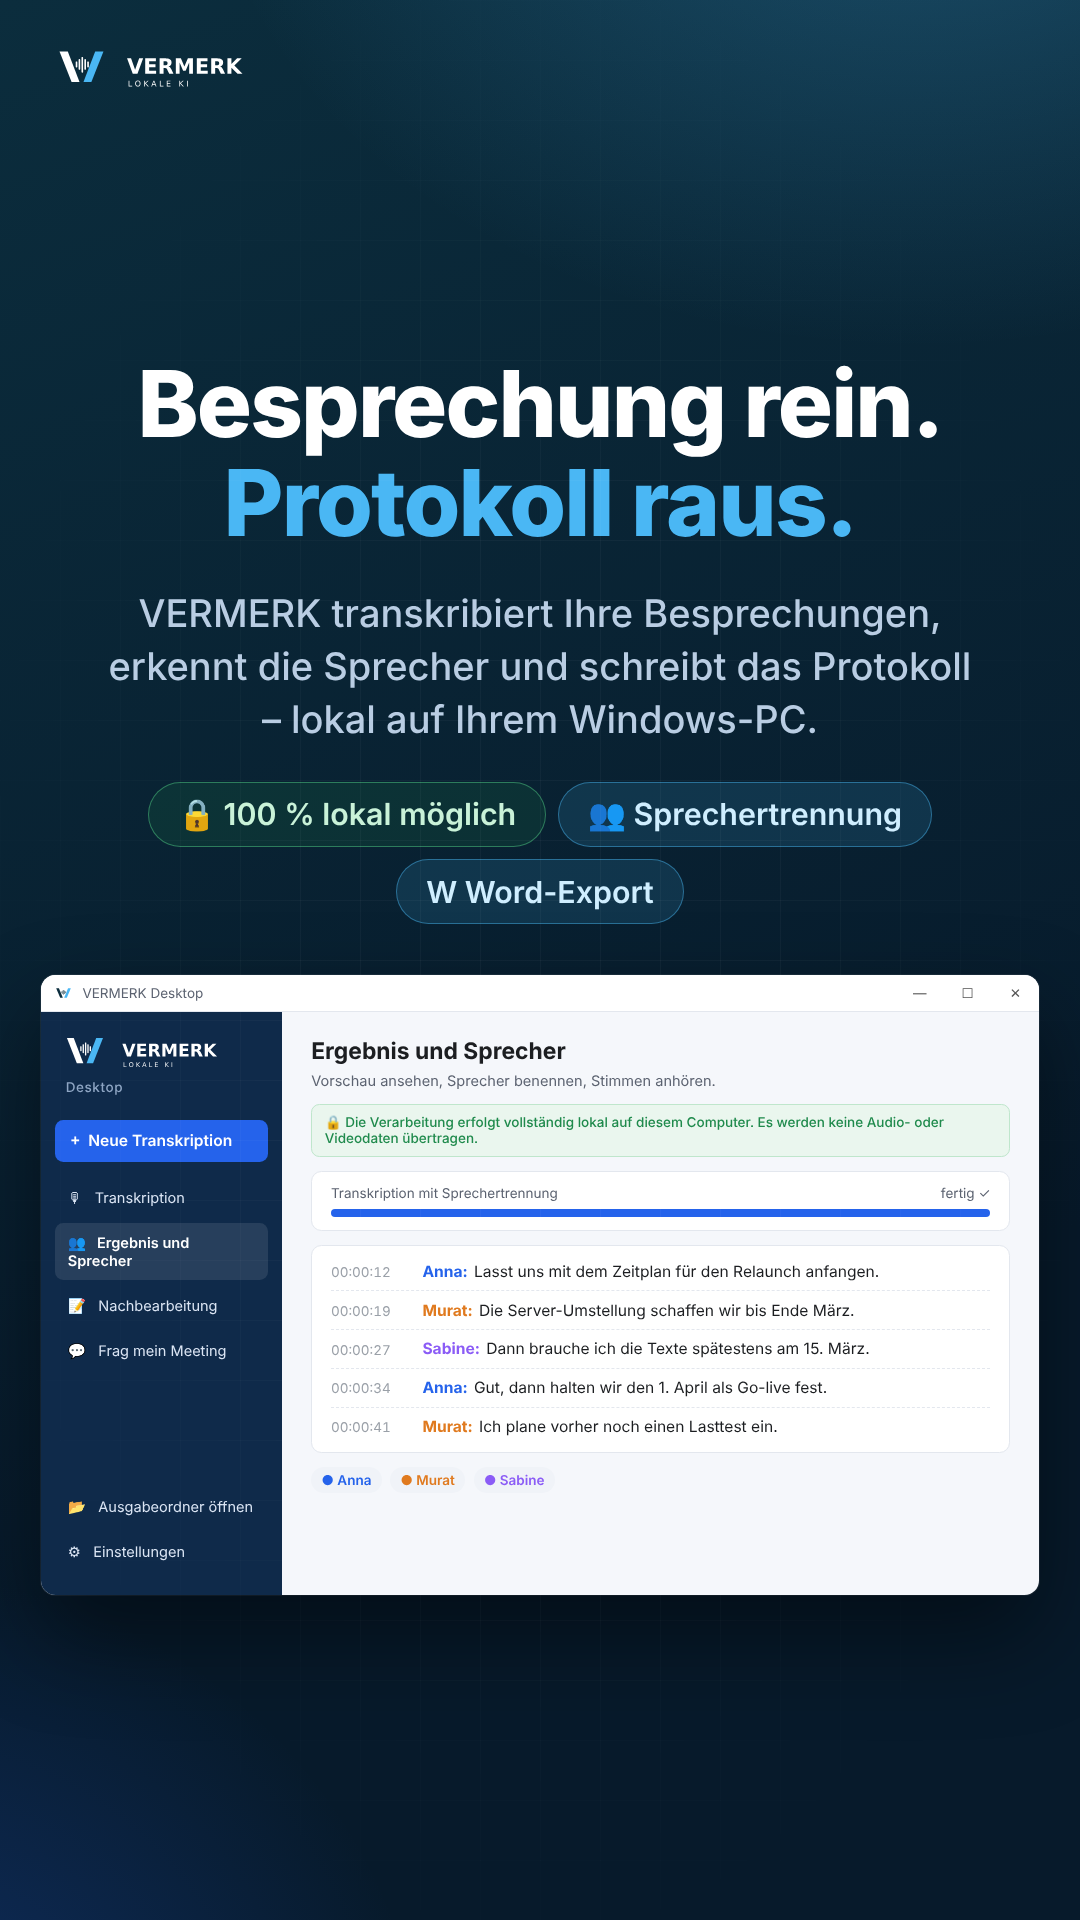 VERMERK
LOKALE KI
Besprechung rein.
Protokoll raus.
VERMERK transkribiert Ihre Besprechungen,
erkennt die Sprecher und schreibt das Protokoll
– lokal auf Ihrem Windows-PC.
🔒 100 % lokal möglich
👥 Sprechertrennung
W Word-Export
VERMERK Desktop
VERMERK
LOKALE KI
Desktop
+ Neue Transkription
🎙 Transkription
👥 Ergebnis und
Sprecher
📝 Nachbearbeitung
💬 Frag mein Meeting
📂 Ausgabeordner öffnen
⚙ Einstellungen
Ergebnis und Sprecher
Vorschau ansehen, Sprecher benennen, Stimmen anhören.
🔒 Die Verarbeitung erfolgt vollständig lokal auf diesem Computer. Es werden keine Audio- oder
Videodaten übertragen.
Transkription mit Sprechertrennung fertig ✓
00:00:12 Anna: Lasst uns mit dem Zeitplan für den Relaunch anfangen.
00:00:19 Murat: Die Server-Umstellung schaffen wir bis Ende März.
00:00:27 Sabine: Dann brauche ich die Texte spätestens am 15. März.
00:00:34 Anna: Gut, dann halten wir den 1. April als Go-live fest.
00:00:41 Murat: Ich plane vorher noch einen Lasttest ein.
● Anna ● Murat ● Sabine